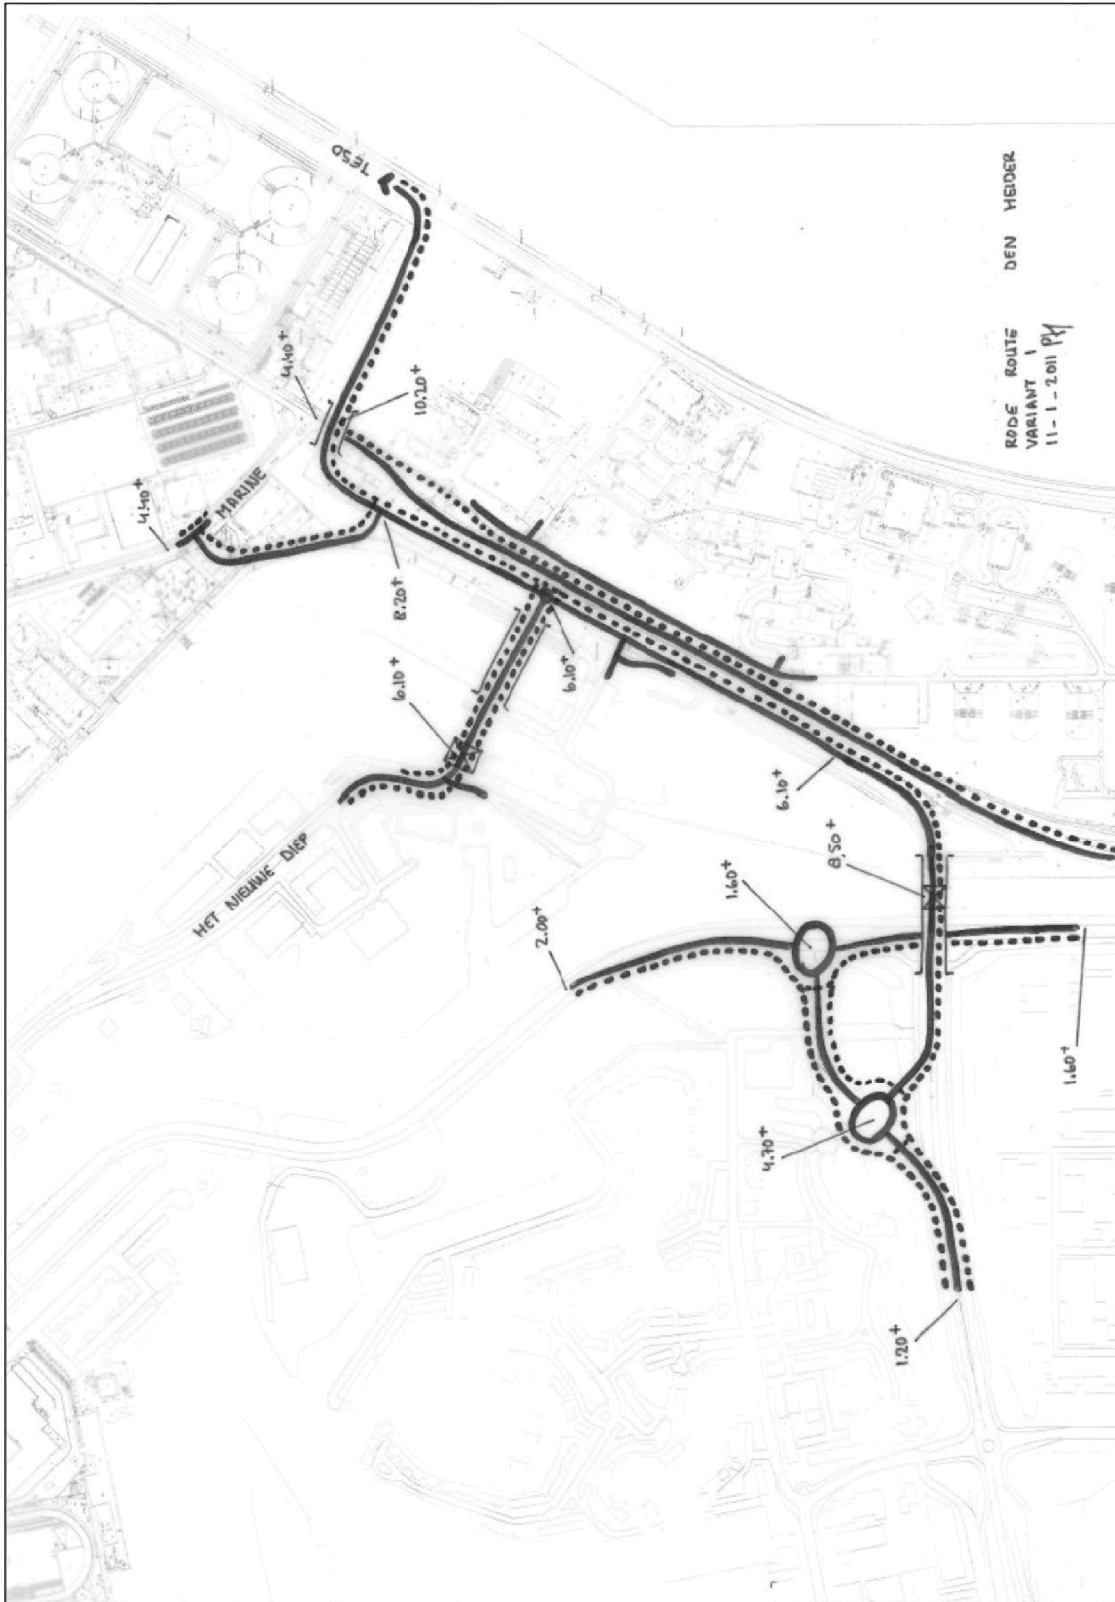 RODE ROUTE DEN HELDER
VARIANT 1
11-1-2011
TESO
4.40+
10.20+
4.40+
MARINE
8.20+
6.10+
6.10+
HET NIEUWE DIEP
6.10+
8.50+
1.60+
2.00+
1.60+
4.70+
1.20+